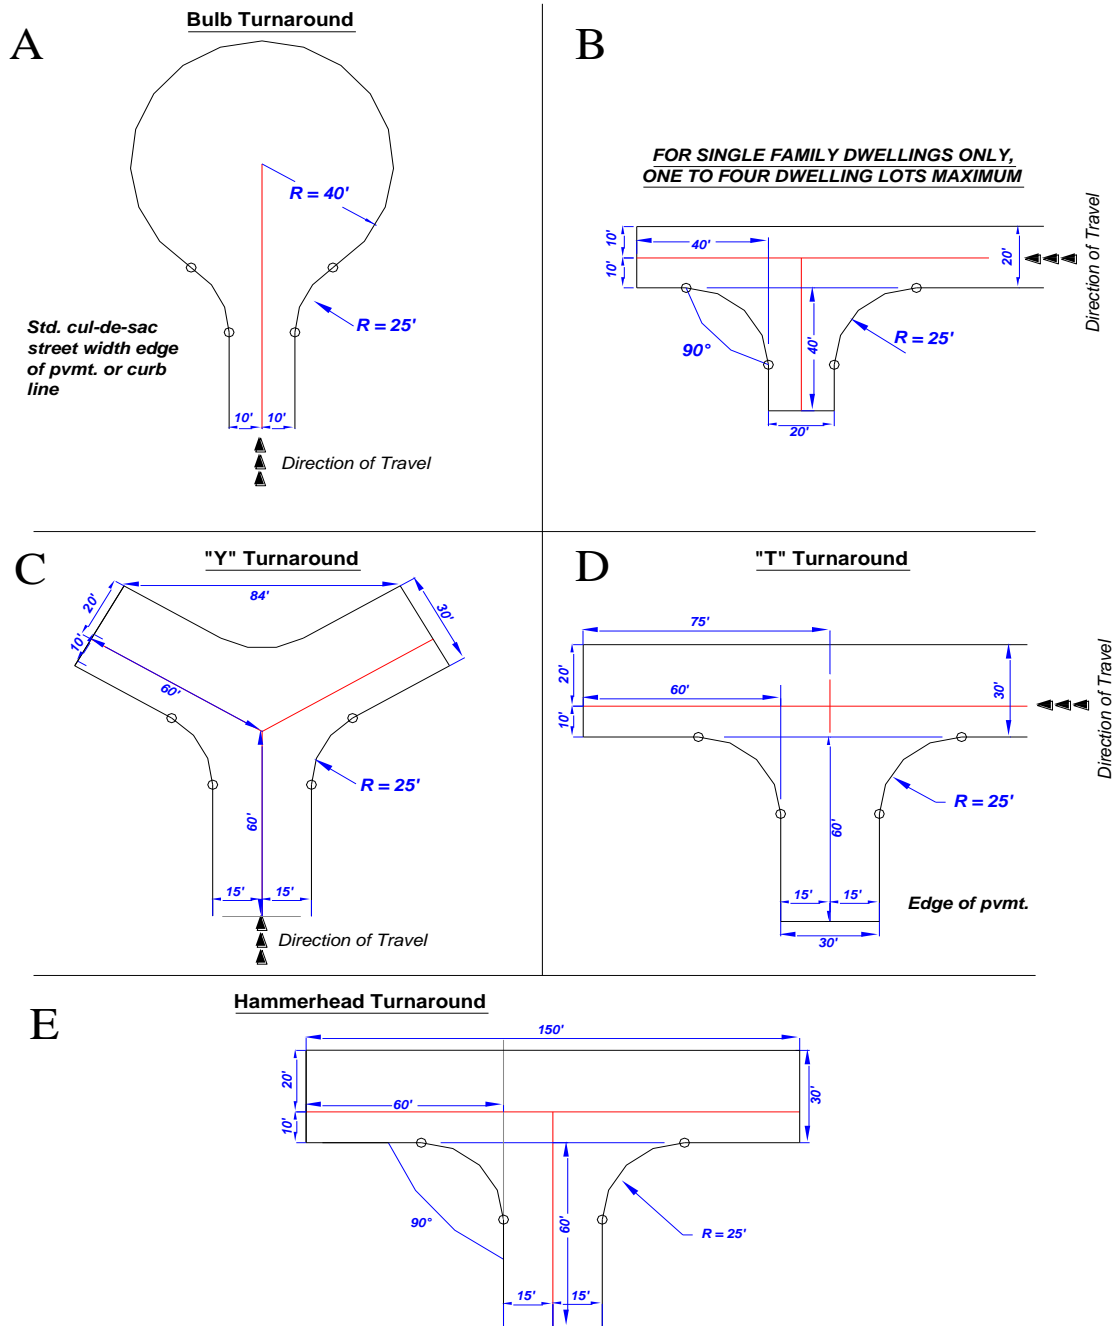 A
Bulb Turnaround
R = 40'
R = 25'
Std. cul-de-sac
street width edge
of pvmt. or curb
line
10'
10'
Direction of Travel
B
FOR SINGLE FAMILY DWELLINGS ONLY,
ONE TO FOUR DWELLING LOTS MAXIMUM
10'
10'
40'
20'
Direction of Travel
90°
40'
R = 25'
20'
C
"Y" Turnaround
84'
20'
10'
30'
60'
R = 25'
60'
15'
15'
Direction of Travel
D
"T" Turnaround
75'
20'
10'
60'
30'
Direction of Travel
R = 25'
60'
15'
15'
Edge of pvmt.
30'
E
Hammerhead Turnaround
150'
20'
10'
60'
30'
90°
60'
R = 25'
15'
15'